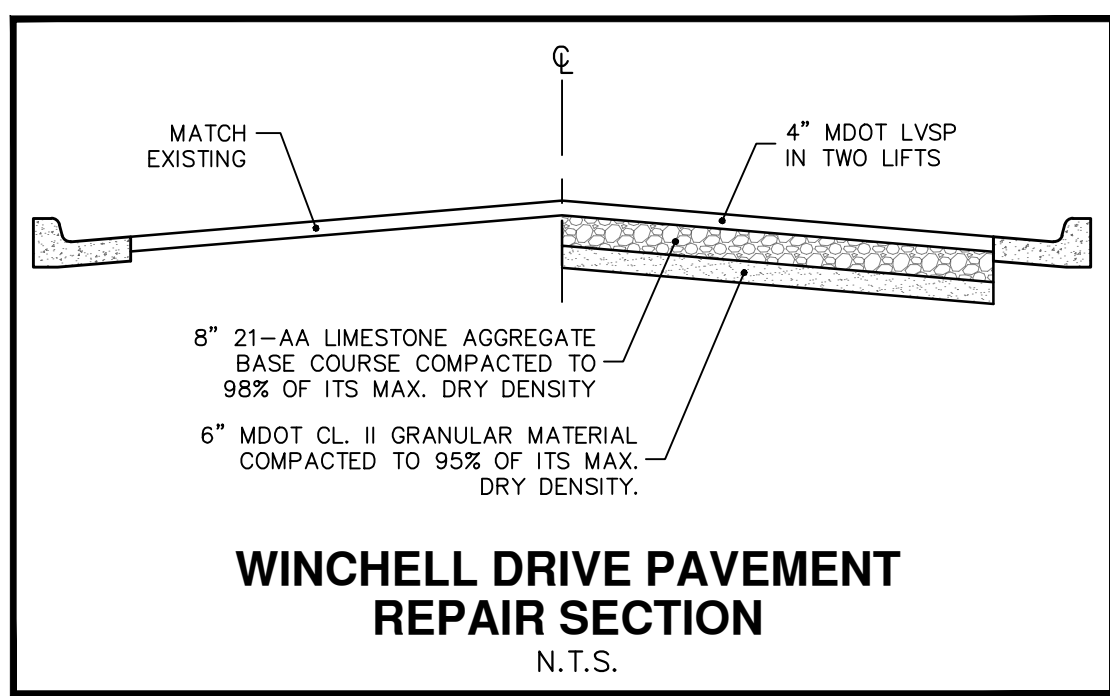 ℄
MATCH
EXISTING
4” MDOT LVSP
IN TWO LIFTS
8” 21–AA LIMESTONE AGGREGATE
BASE COURSE COMPACTED TO
98% OF ITS MAX. DRY DENSITY
6” MDOT CL. II GRANULAR MATERIAL
COMPACTED TO 95% OF ITS MAX.
DRY DENSITY.
WINCHELL DRIVE PAVEMENT
REPAIR SECTION
N.T.S.